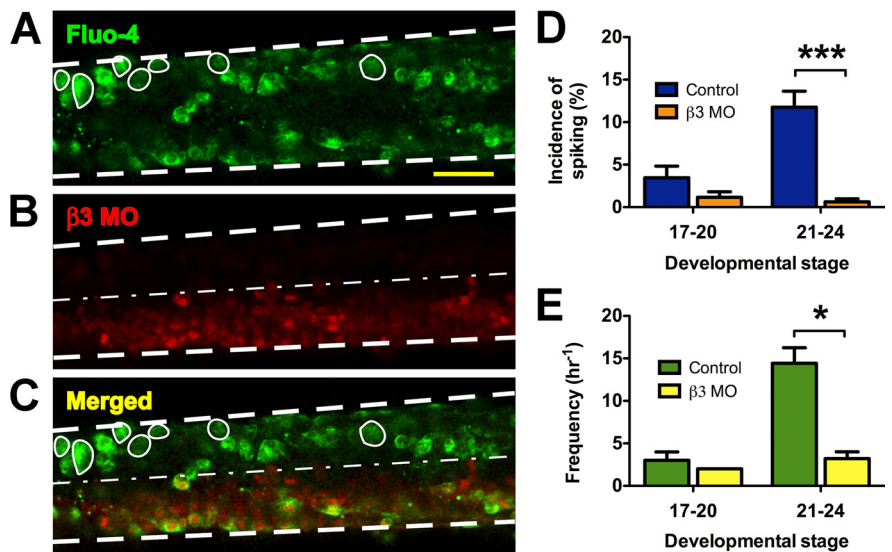 A
Fluo-4
B
β3 MO
C
Merged
D
Incidence of
spiking (%)
20
15
10
5
0
Control
β3 MO
***
17-20
21-24
Developmental stage
E
Frequency (hr⁻¹)
20
15
10
5
0
Control
β3 MO
*
17-20
21-24
Developmental stage